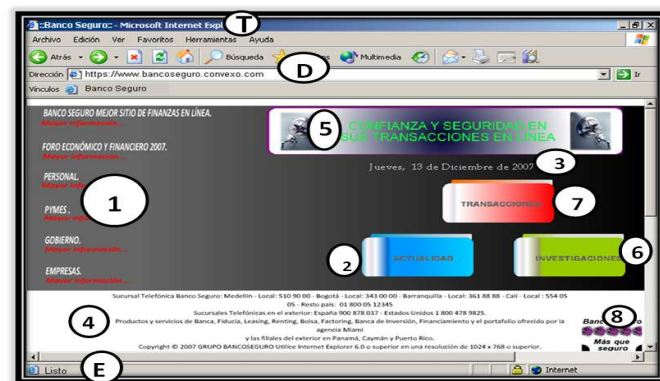 ::Banco Seguro:: - Microsoft Internet Expl
T
Archivo Edición Ver Favoritos Herramientas Ayuda
Atrás Búsqueda Multimedia
D
Dirección https://www.bancoseguro.convexo.com Ir
Vínculos Banco Seguro
BANCO SEGURO MEJOR SITIO DE FINANZAS EN LÍNEA.
Mayor información...
FORO ECONÓMICO Y FINANCIERO 2007.
Mayor información...
PERSONAL.
Mayor
PYMES.
Mayor
GOBIERNO.
Mayor información...
EMPRESAS.
Mayor información...
1
5
CONFIANZA Y SEGURIDAD EN
SUS TRANSACCIONES EN LINEA
Jueves, 13 de Diciembre de 2007
3
TRANSACCIONES
7
2
ACTUALIDAD
INVESTIGACIONES
6
4
Sucursal Telefónica Banco Seguro: Medellín - Local: 510 90 00 - Bogotá - Local: 343 00 00 - Barranquilla - Local: 361 88 88 - Cali - Local : 554 05
05 - Resto país: 01 800 05 12345
Sucursales Telefónicas en el exterior: España 900 878 037 - Estados Unidos 1 800 478 9825.
Productos y servicios de Banca, Fiducia, Leasing, Renting, Bolsa, Factoring, Banca de Inversión, Financiamiento y el portafolio ofrecido por la
agencia Miami
y las filiales del exterior en Panamá, Caymán y Puerto Rico.
Copyright © 2007 GRUPO BANCOSEGURO Utilice Internet Explorer 6.0 o superior en una resolución de 1024 x 768 o superior.
8
Más que
seguro
Listo
E
Internet